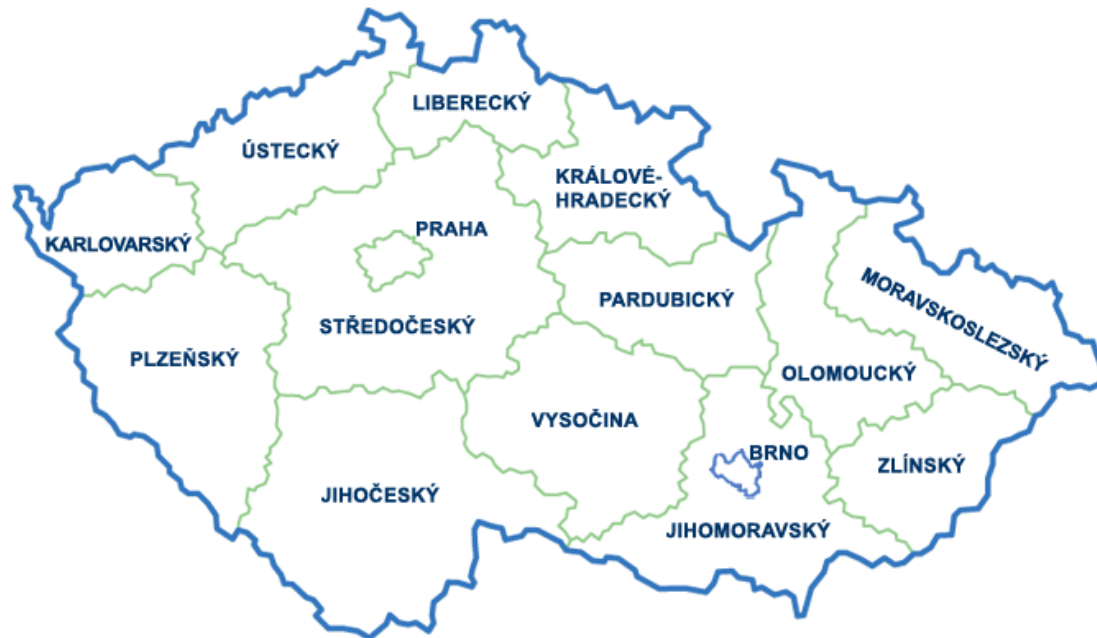 LIBERECKÝ
ÚSTECKÝ
KRÁLOVÉ-
HRADECKÝ
PRAHA
KARLOVARSKÝ
MORAVSKOSLEZSKÝ
PARDUBICKÝ
STŘEDOČESKÝ
PLZEŇSKÝ
OLOMOUCKÝ
VYSOČINA
BRNO
ZLÍNSKÝ
JIHOČESKÝ
JIHOMORAVSKÝ